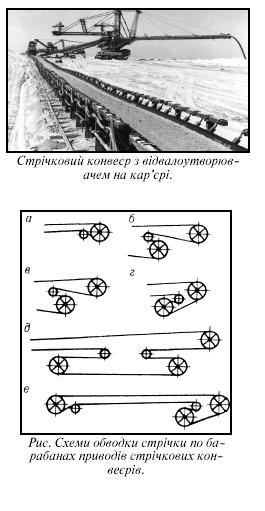 Стрічковий конвеєр з відвалоутворюв-
ачем на кар’єрі.
а
б
в
г
д
е
Рис. Схеми обводки стрічки по ба-
рабанах приводів стрічкових кон-
веєрів.